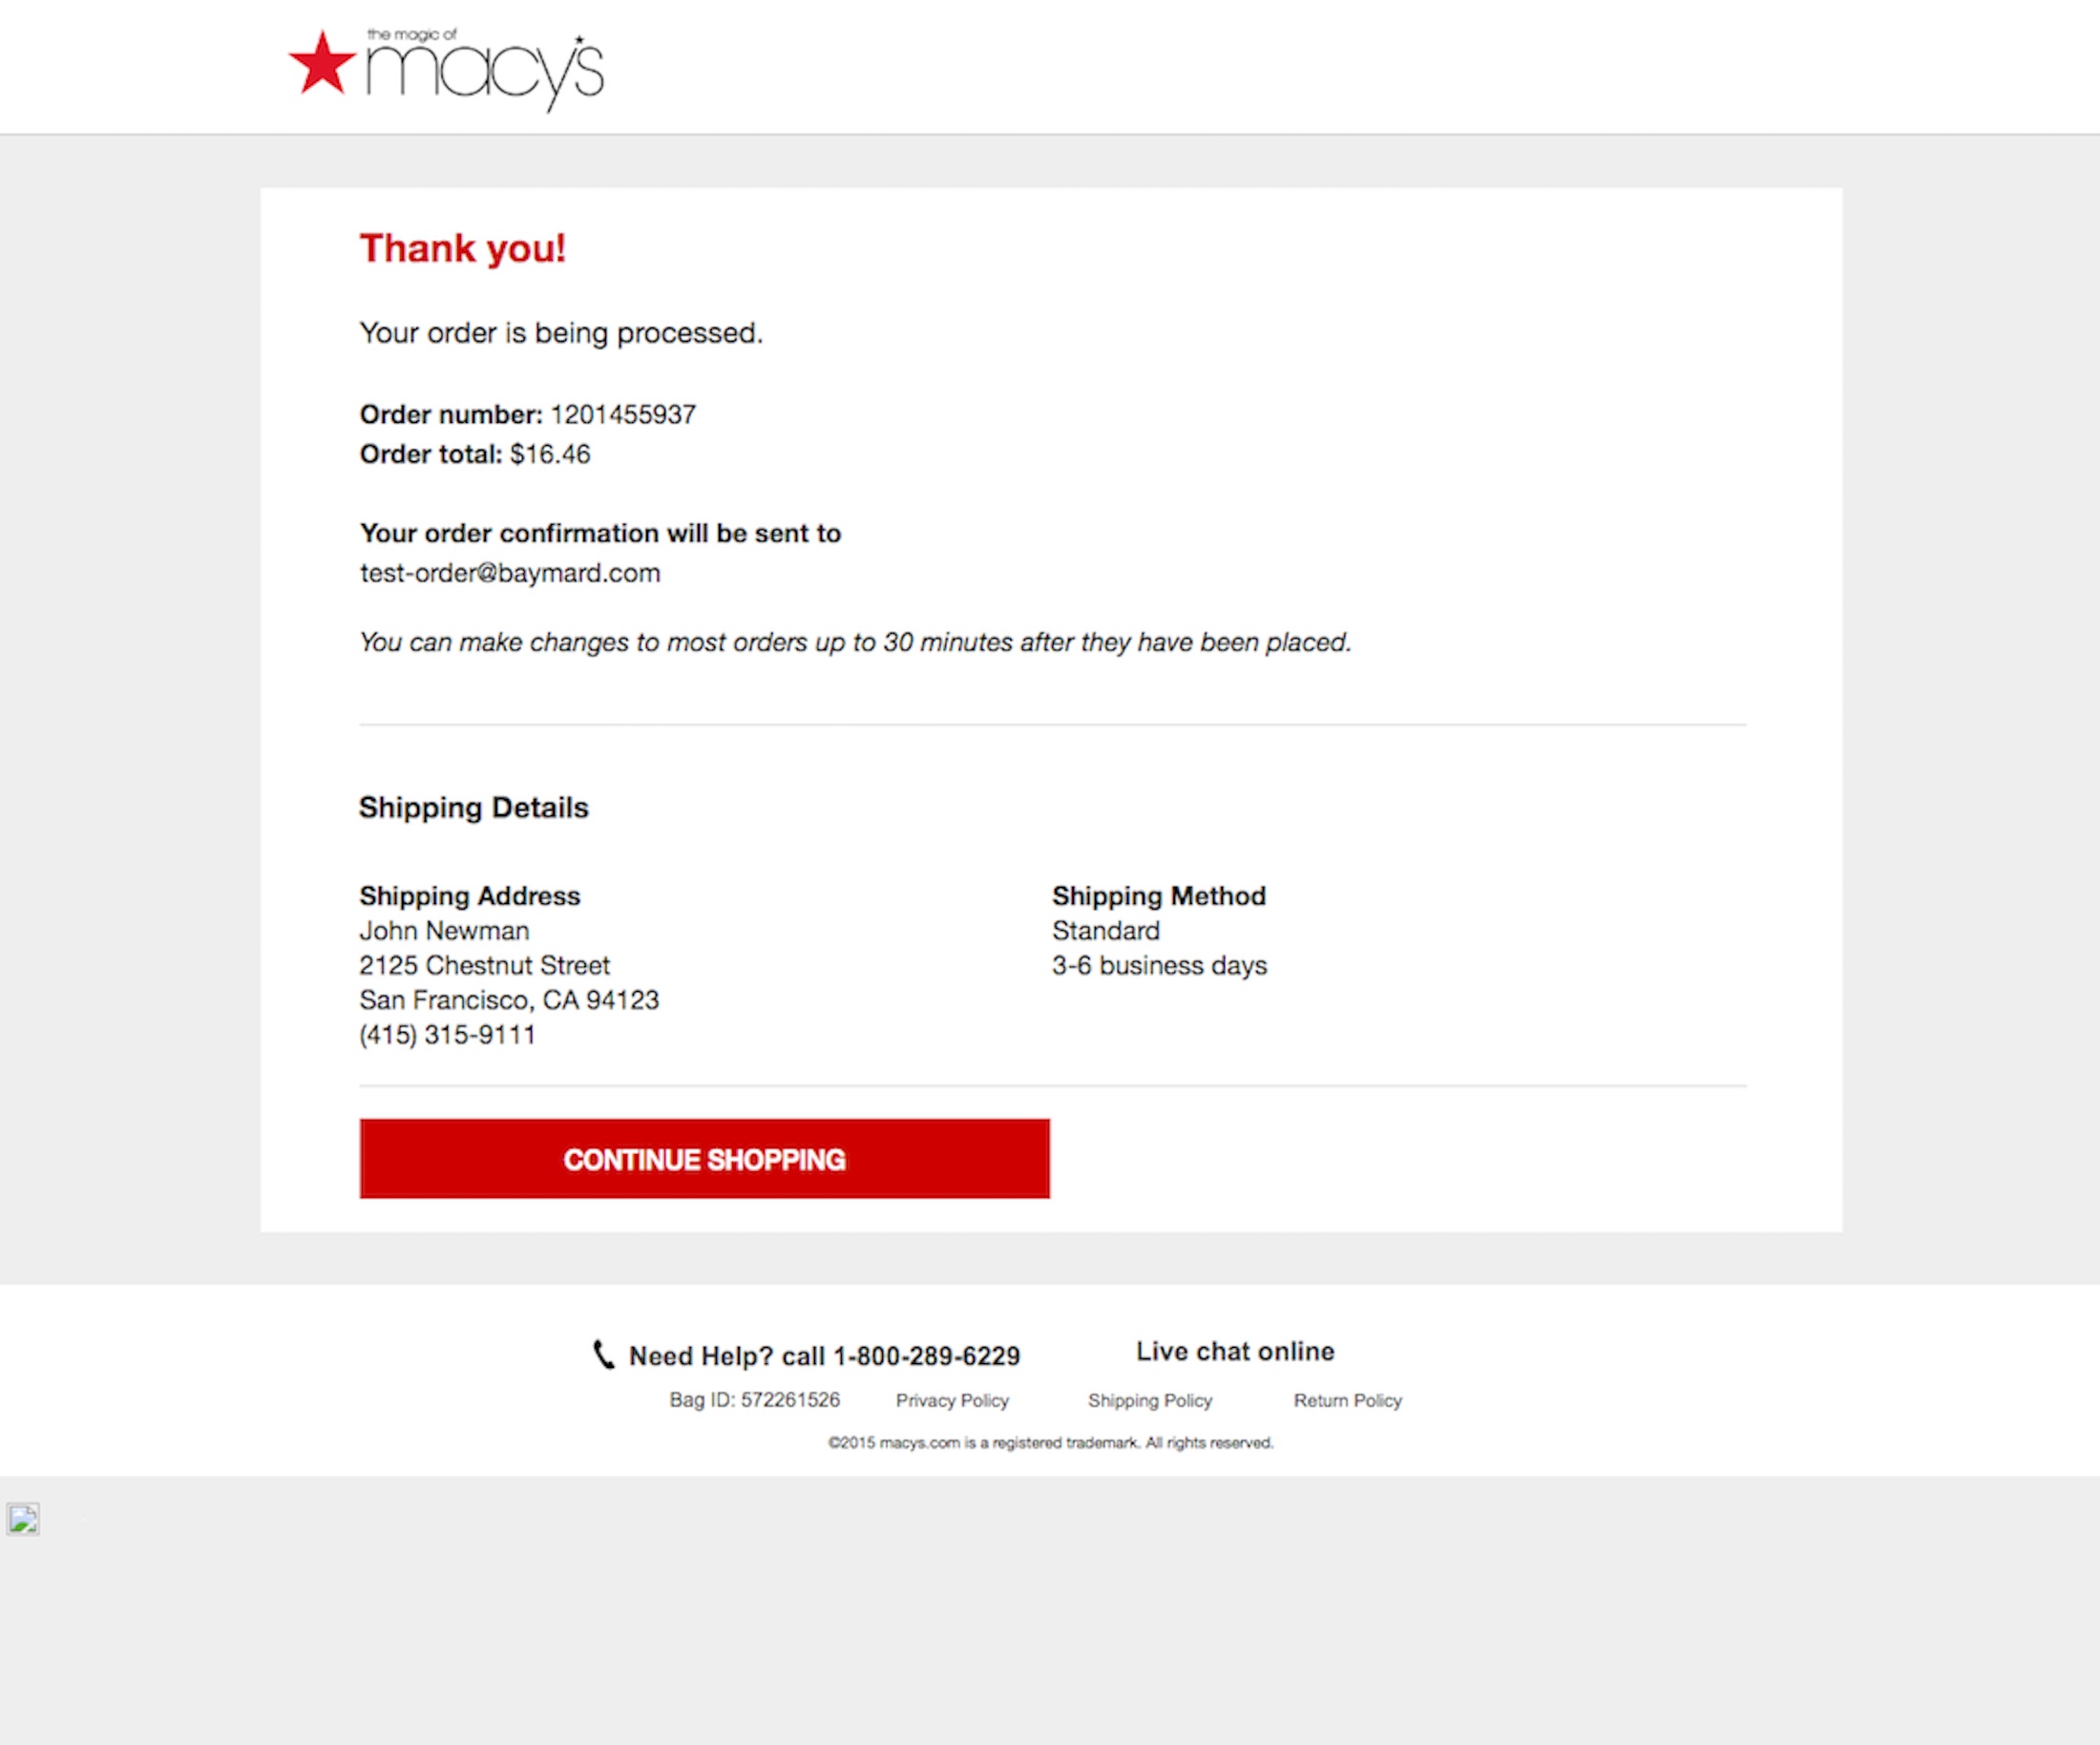 the magic of
macy's
Thank you!
Your order is being processed.
Order number: 1201455937
Order total: $16.46
Your order confirmation will be sent to
test-order@baymard.com
You can make changes to most orders up to 30 minutes after they have been placed.
Shipping Details
Shipping Address
John Newman
2125 Chestnut Street
San Francisco, CA 94123
(415) 315-9111
Shipping Method
Standard
3-6 business days
CONTINUE SHOPPING
Need Help? call 1-800-289-6229 Live chat online
Bag ID: 572261526 Privacy Policy Shipping Policy Return Policy
©2015 macys.com is a registered trademark. All rights reserved.